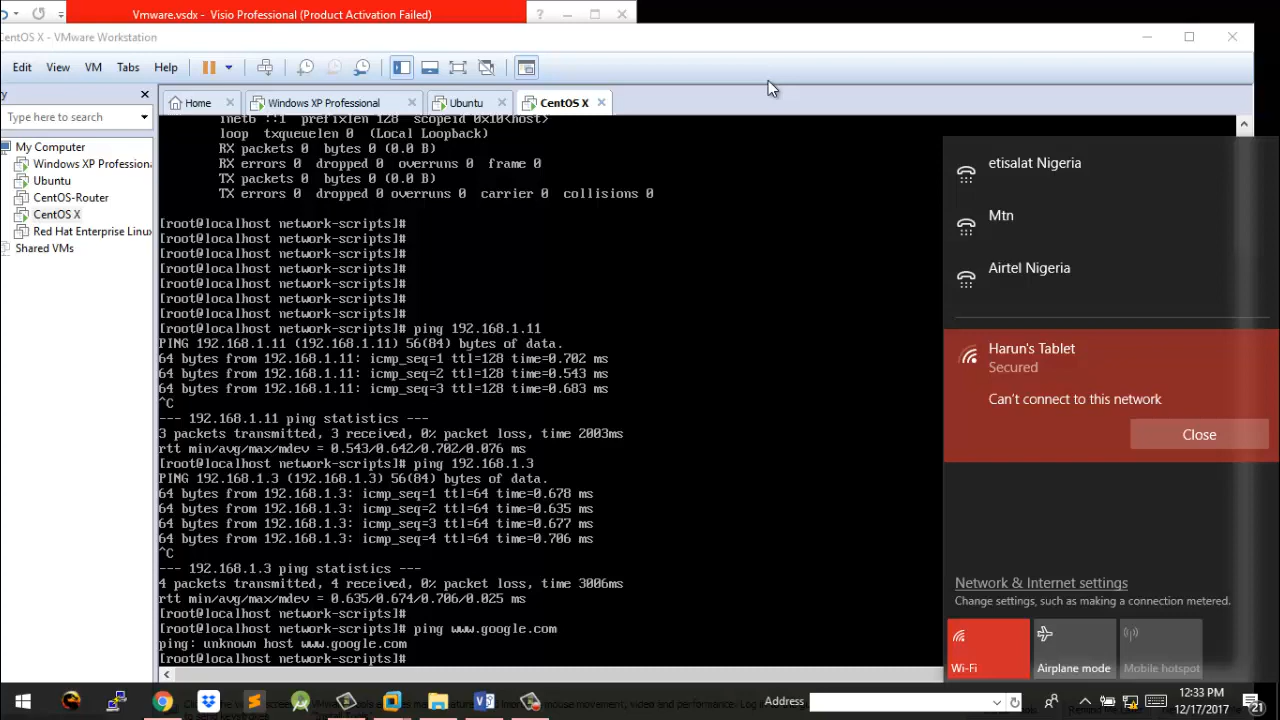 Vmware.vsdx - Visio Professional (Product Activation Failed)
entOS X - VMware Workstation
Edit View VM Tabs Help
Home
Windows XP Professional
Ubuntu
CentOS X
Type here to search
My Computer
Windows XP Profession
Ubuntu
CentOS-Router
CentOS X
Red Hat Enterprise Linux
Shared VMs
inet6 ::1 prefixlen 128 scopeid 0x10<host>
loop txqueuelen 0 (Local Loopback)
RX packets 0 bytes 0 (0.0 B)
RX errors 0 dropped 0 overruns 0 frame 0
TX packets 0 bytes 0 (0.0 B)
TX errors 0 dropped 0 overruns 0 carrier 0 collisions 0
[root@localhost network-scripts]#
[root@localhost network-scripts]#
[root@localhost network-scripts]#
[root@localhost network-scripts]#
[root@localhost network-scripts]#
[root@localhost network-scripts]#
[root@localhost network-scripts]#
[root@localhost network-scripts]# ping 192.168.1.11
PING 192.168.1.11 (192.168.1.11) 56(84) bytes of data.
64 bytes from 192.168.1.11: icmp_seq=1 ttl=128 time=0.702 ms
64 bytes from 192.168.1.11: icmp_seq=2 ttl=128 time=0.543 ms
64 bytes from 192.168.1.11: icmp_seq=3 ttl=128 time=0.683 ms
^C
--- 192.168.1.11 ping statistics ---
3 packets transmitted, 3 received, 0% packet loss, time 2003ms
rtt min/avg/max/mdev = 0.543/0.642/0.702/0.076 ms
[root@localhost network-scripts]# ping 192.168.1.3
PING 192.168.1.3 (192.168.1.3) 56(84) bytes of data.
64 bytes from 192.168.1.3: icmp_seq=1 ttl=64 time=0.678 ms
64 bytes from 192.168.1.3: icmp_seq=2 ttl=64 time=0.635 ms
64 bytes from 192.168.1.3: icmp_seq=3 ttl=64 time=0.677 ms
64 bytes from 192.168.1.3: icmp_seq=4 ttl=64 time=0.706 ms
^C
--- 192.168.1.3 ping statistics ---
4 packets transmitted, 4 received, 0% packet loss, time 3006ms
rtt min/avg/max/mdev = 0.635/0.674/0.706/0.025 ms
[root@localhost network-scripts]#
[root@localhost network-scripts]# ping www.google.com
ping: unknown host www.google.com
[root@localhost network-scripts]#
etisalat Nigeria
Mtn
Airtel Nigeria
Harun's Tablet
Secured
Can't connect to this network
Close
Network & Internet settings
Change settings, such as making a connection metered.
Wi-Fi
Airplane mode
Mobile hotspot
Address
12:33 PM
12/17/2017
21